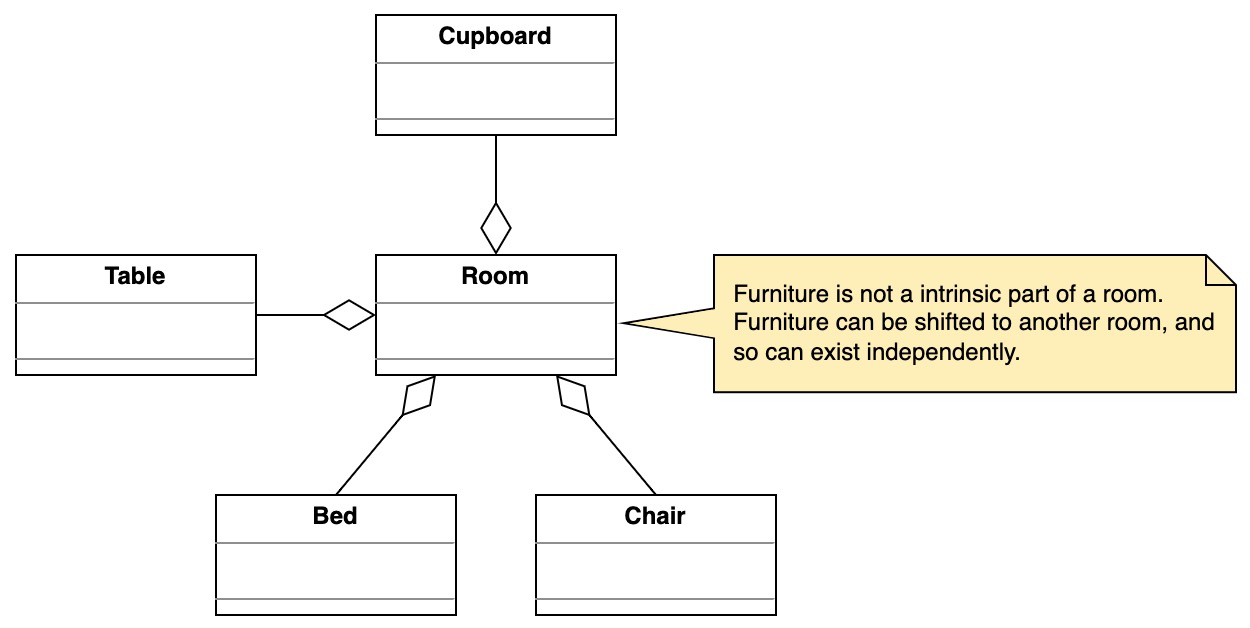 Cupboard
Table
Room
Furniture is not a intrinsic part of a room.
Furniture can be shifted to another room, and
so can exist independently.
Bed
Chair